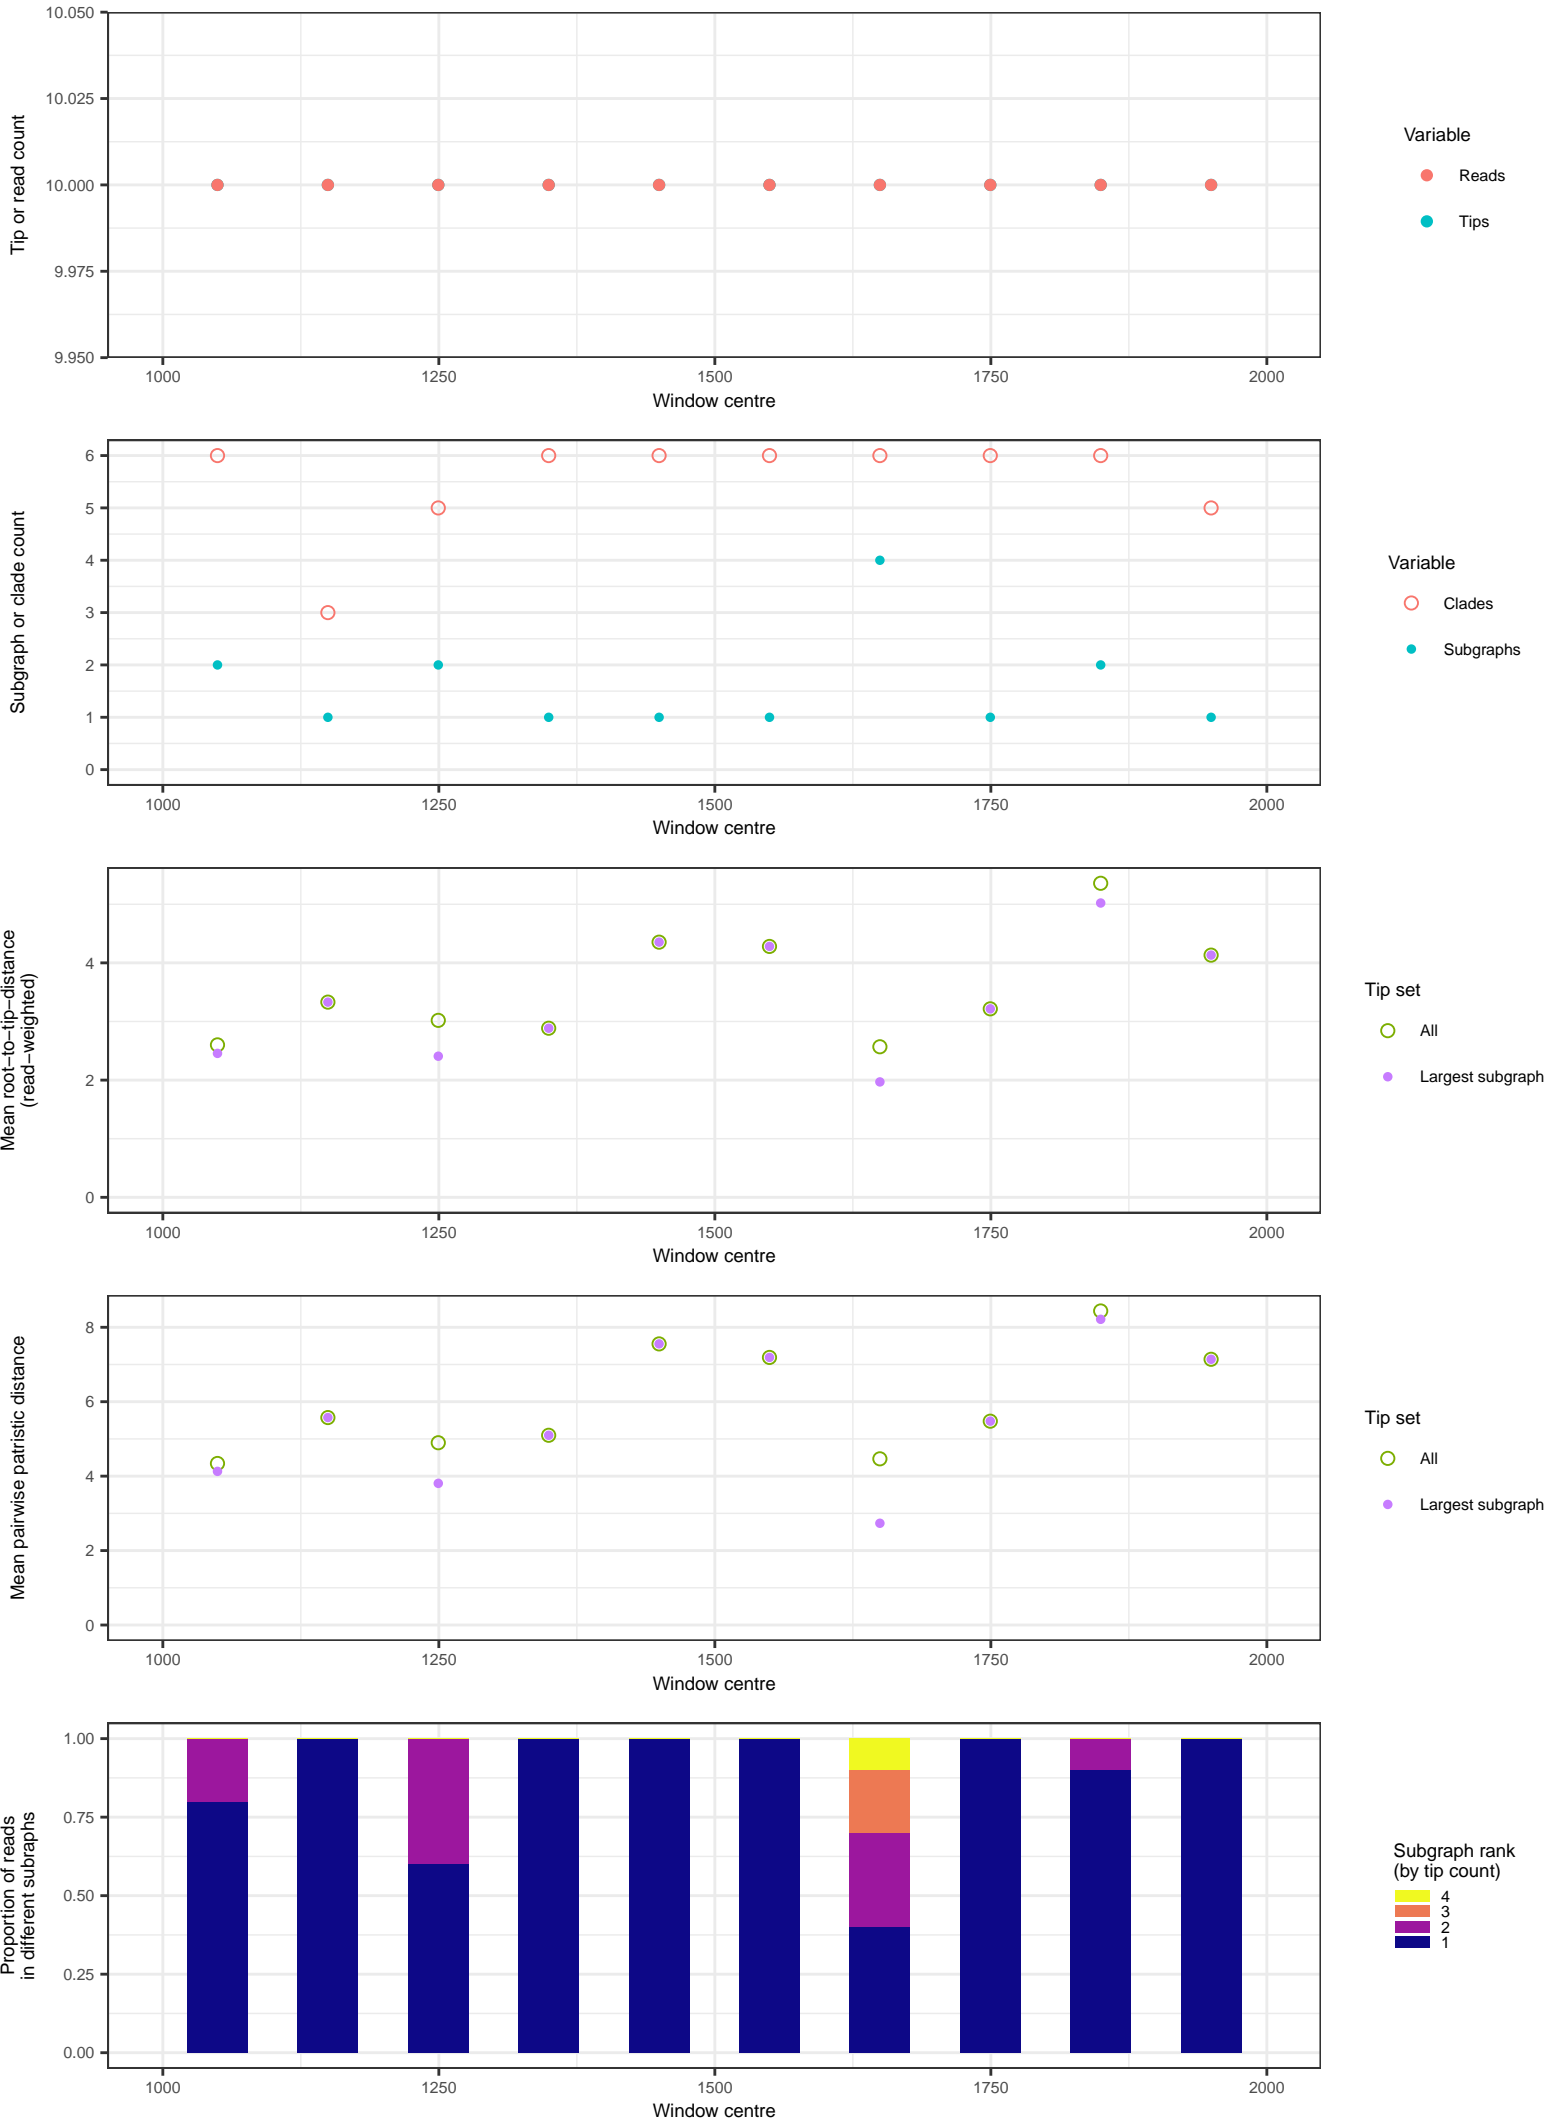 10.050
10.025
10.000
9.975
9.950
Tip or read count
1000
1250
1500
1750
2000
Window centre
Variable
Reads
Tips
6
5
4
3
2
1
0
Subgraph or clade count
1000
1250
1500
1750
2000
Window centre
Variable
Clades
Subgraphs
4
2
0
Mean root−to−tip−distance
(read−weighted)
1000
1250
1500
1750
2000
Window centre
Tip set
All
Largest subgraph
8
6
4
2
0
Mean pairwise patristic distance
1000
1250
1500
1750
2000
Window centre
Tip set
All
Largest subgraph
1.00
0.75
0.50
0.25
0.00
Proportion of reads
in different subraphs
1000
1250
1500
1750
2000
Window centre
Subgraph rank
(by tip count)
4
3
2
1